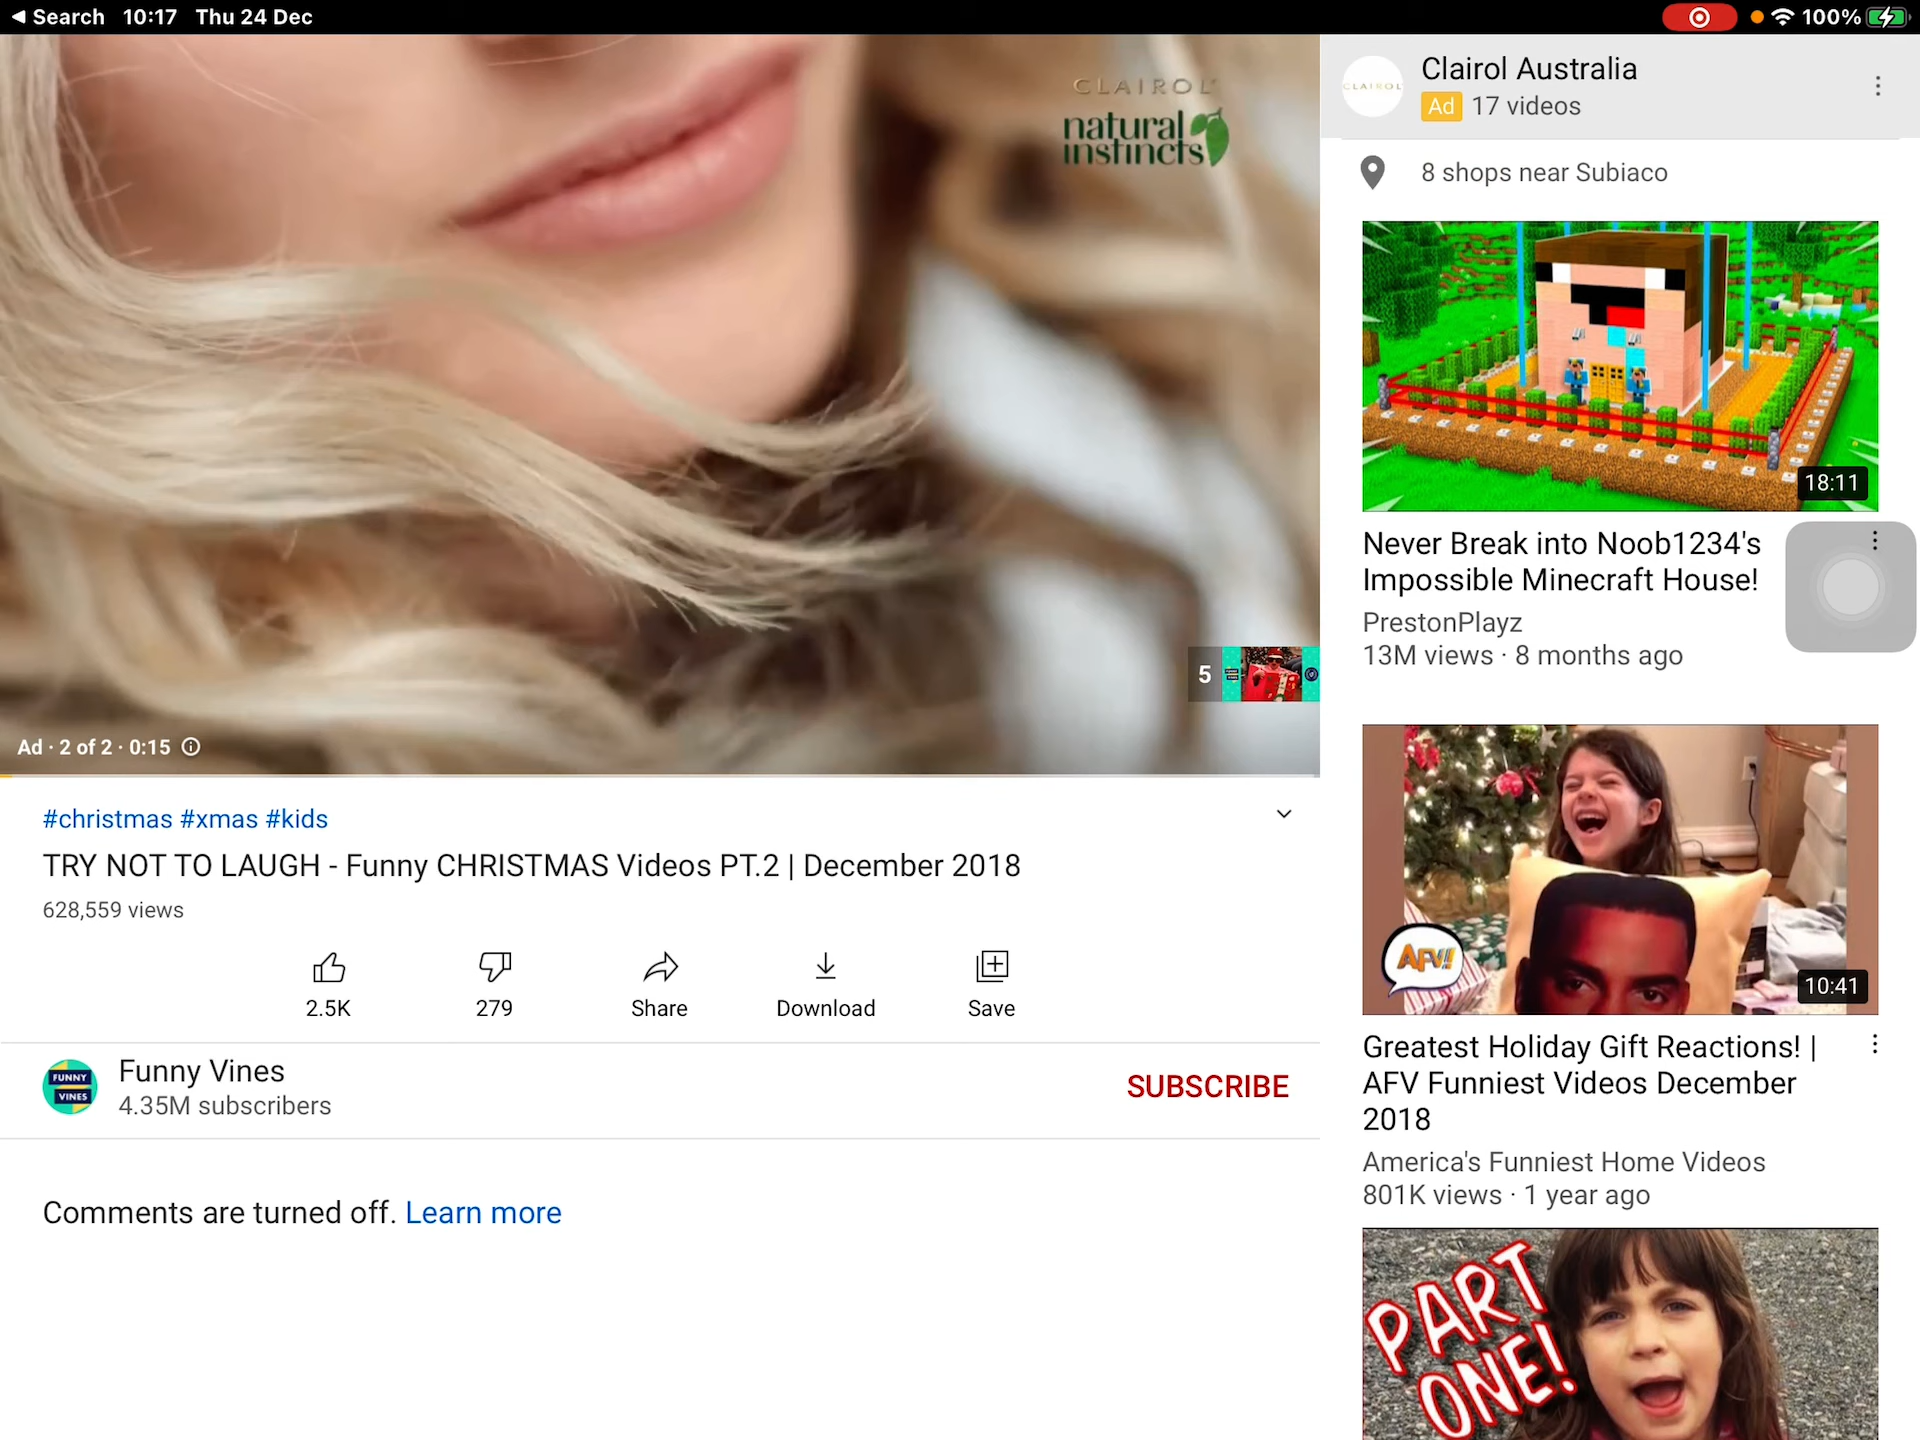 Search 10:17 Thu 24 Dec
100%
CLAIROL
natural
instincts
5
Ad · 2 of 2 · 0:15
#christmas #xmas #kids
TRY NOT TO LAUGH - Funny CHRISTMAS Videos PT.2 | December 2018
628,559 views
2.5K
279
Share
Download
Save
FUNNY
VINES
Funny Vines
4.35M subscribers
SUBSCRIBE
Comments are turned off. Learn more
CLAIROL
Clairol Australia
Ad 17 videos
8 shops near Subiaco
18:11
Never Break into Noob1234's
Impossible Minecraft House!
PrestonPlayz
13M views · 8 months ago
AFV!
10:41
Greatest Holiday Gift Reactions! |
AFV Funniest Videos December
2018
America's Funniest Home Videos
801K views · 1 year ago
PART
ONE!